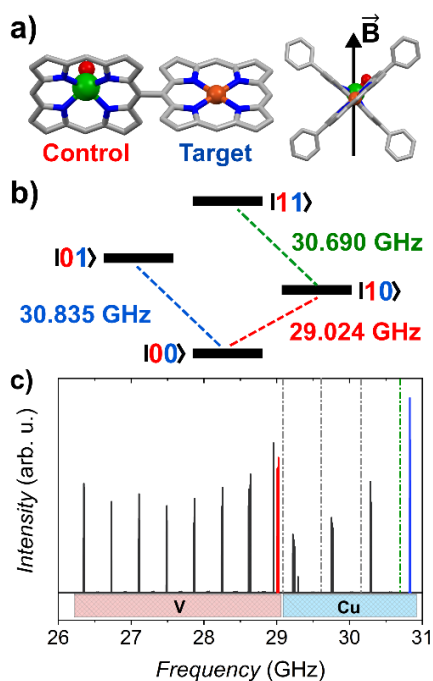 a)
B
Control
Target
b)
|11⟩
|01⟩
30.690 GHz
|10⟩
30.835 GHz
29.024 GHz
|00⟩
c)
Intensity (arb. u.)
V
Cu
26 27 28 29 30 31
Frequency (GHz)